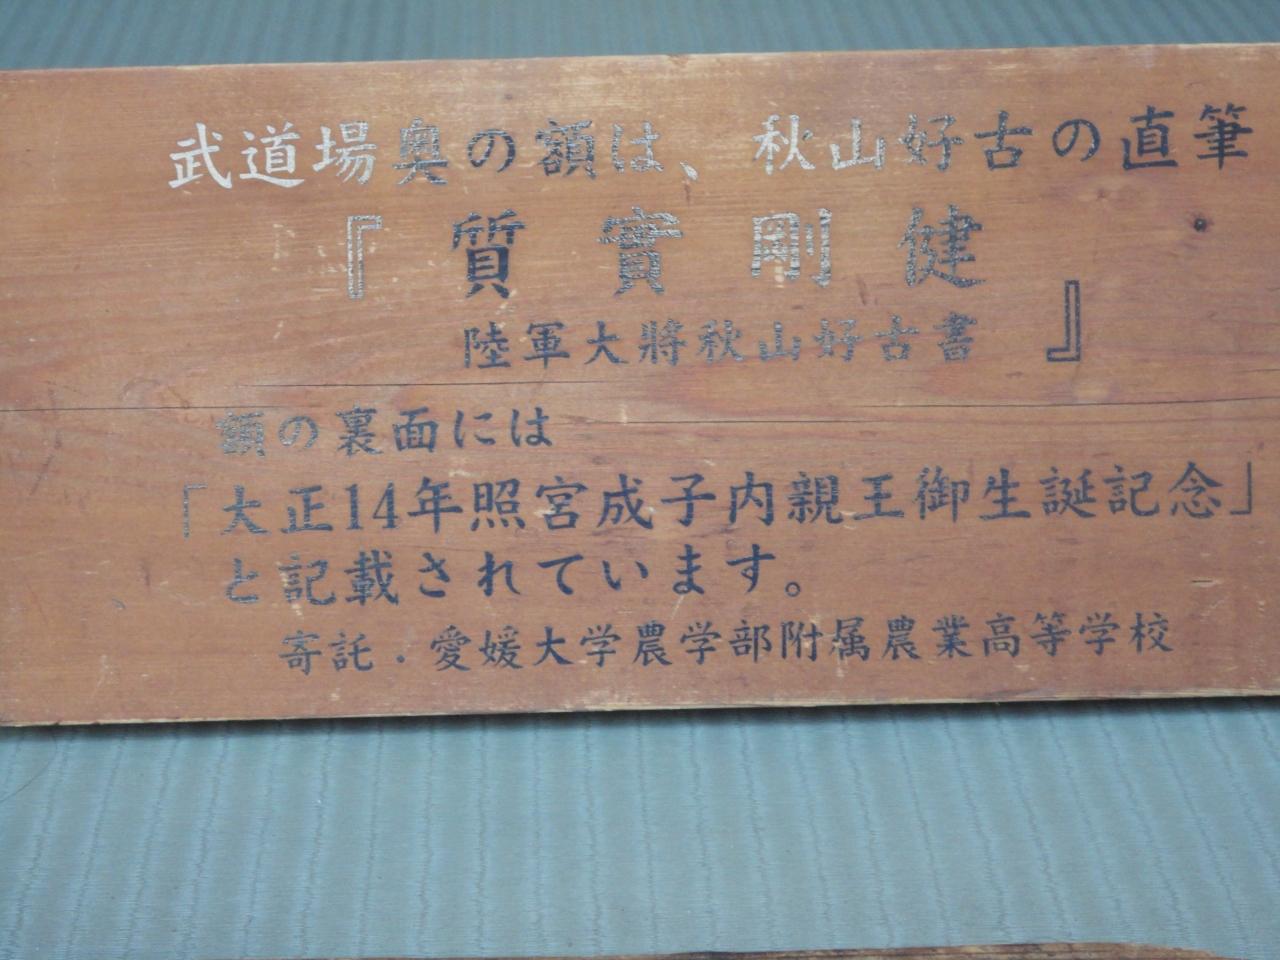 武道場奥の額は、秋山好古の直筆
『質實剛健
陸軍大將秋山好古書』
額の裏面には
「大正14年照宮成子内親王御生誕記念」
と記載されています。
寄託．愛媛大学農学部附属農業高等学校